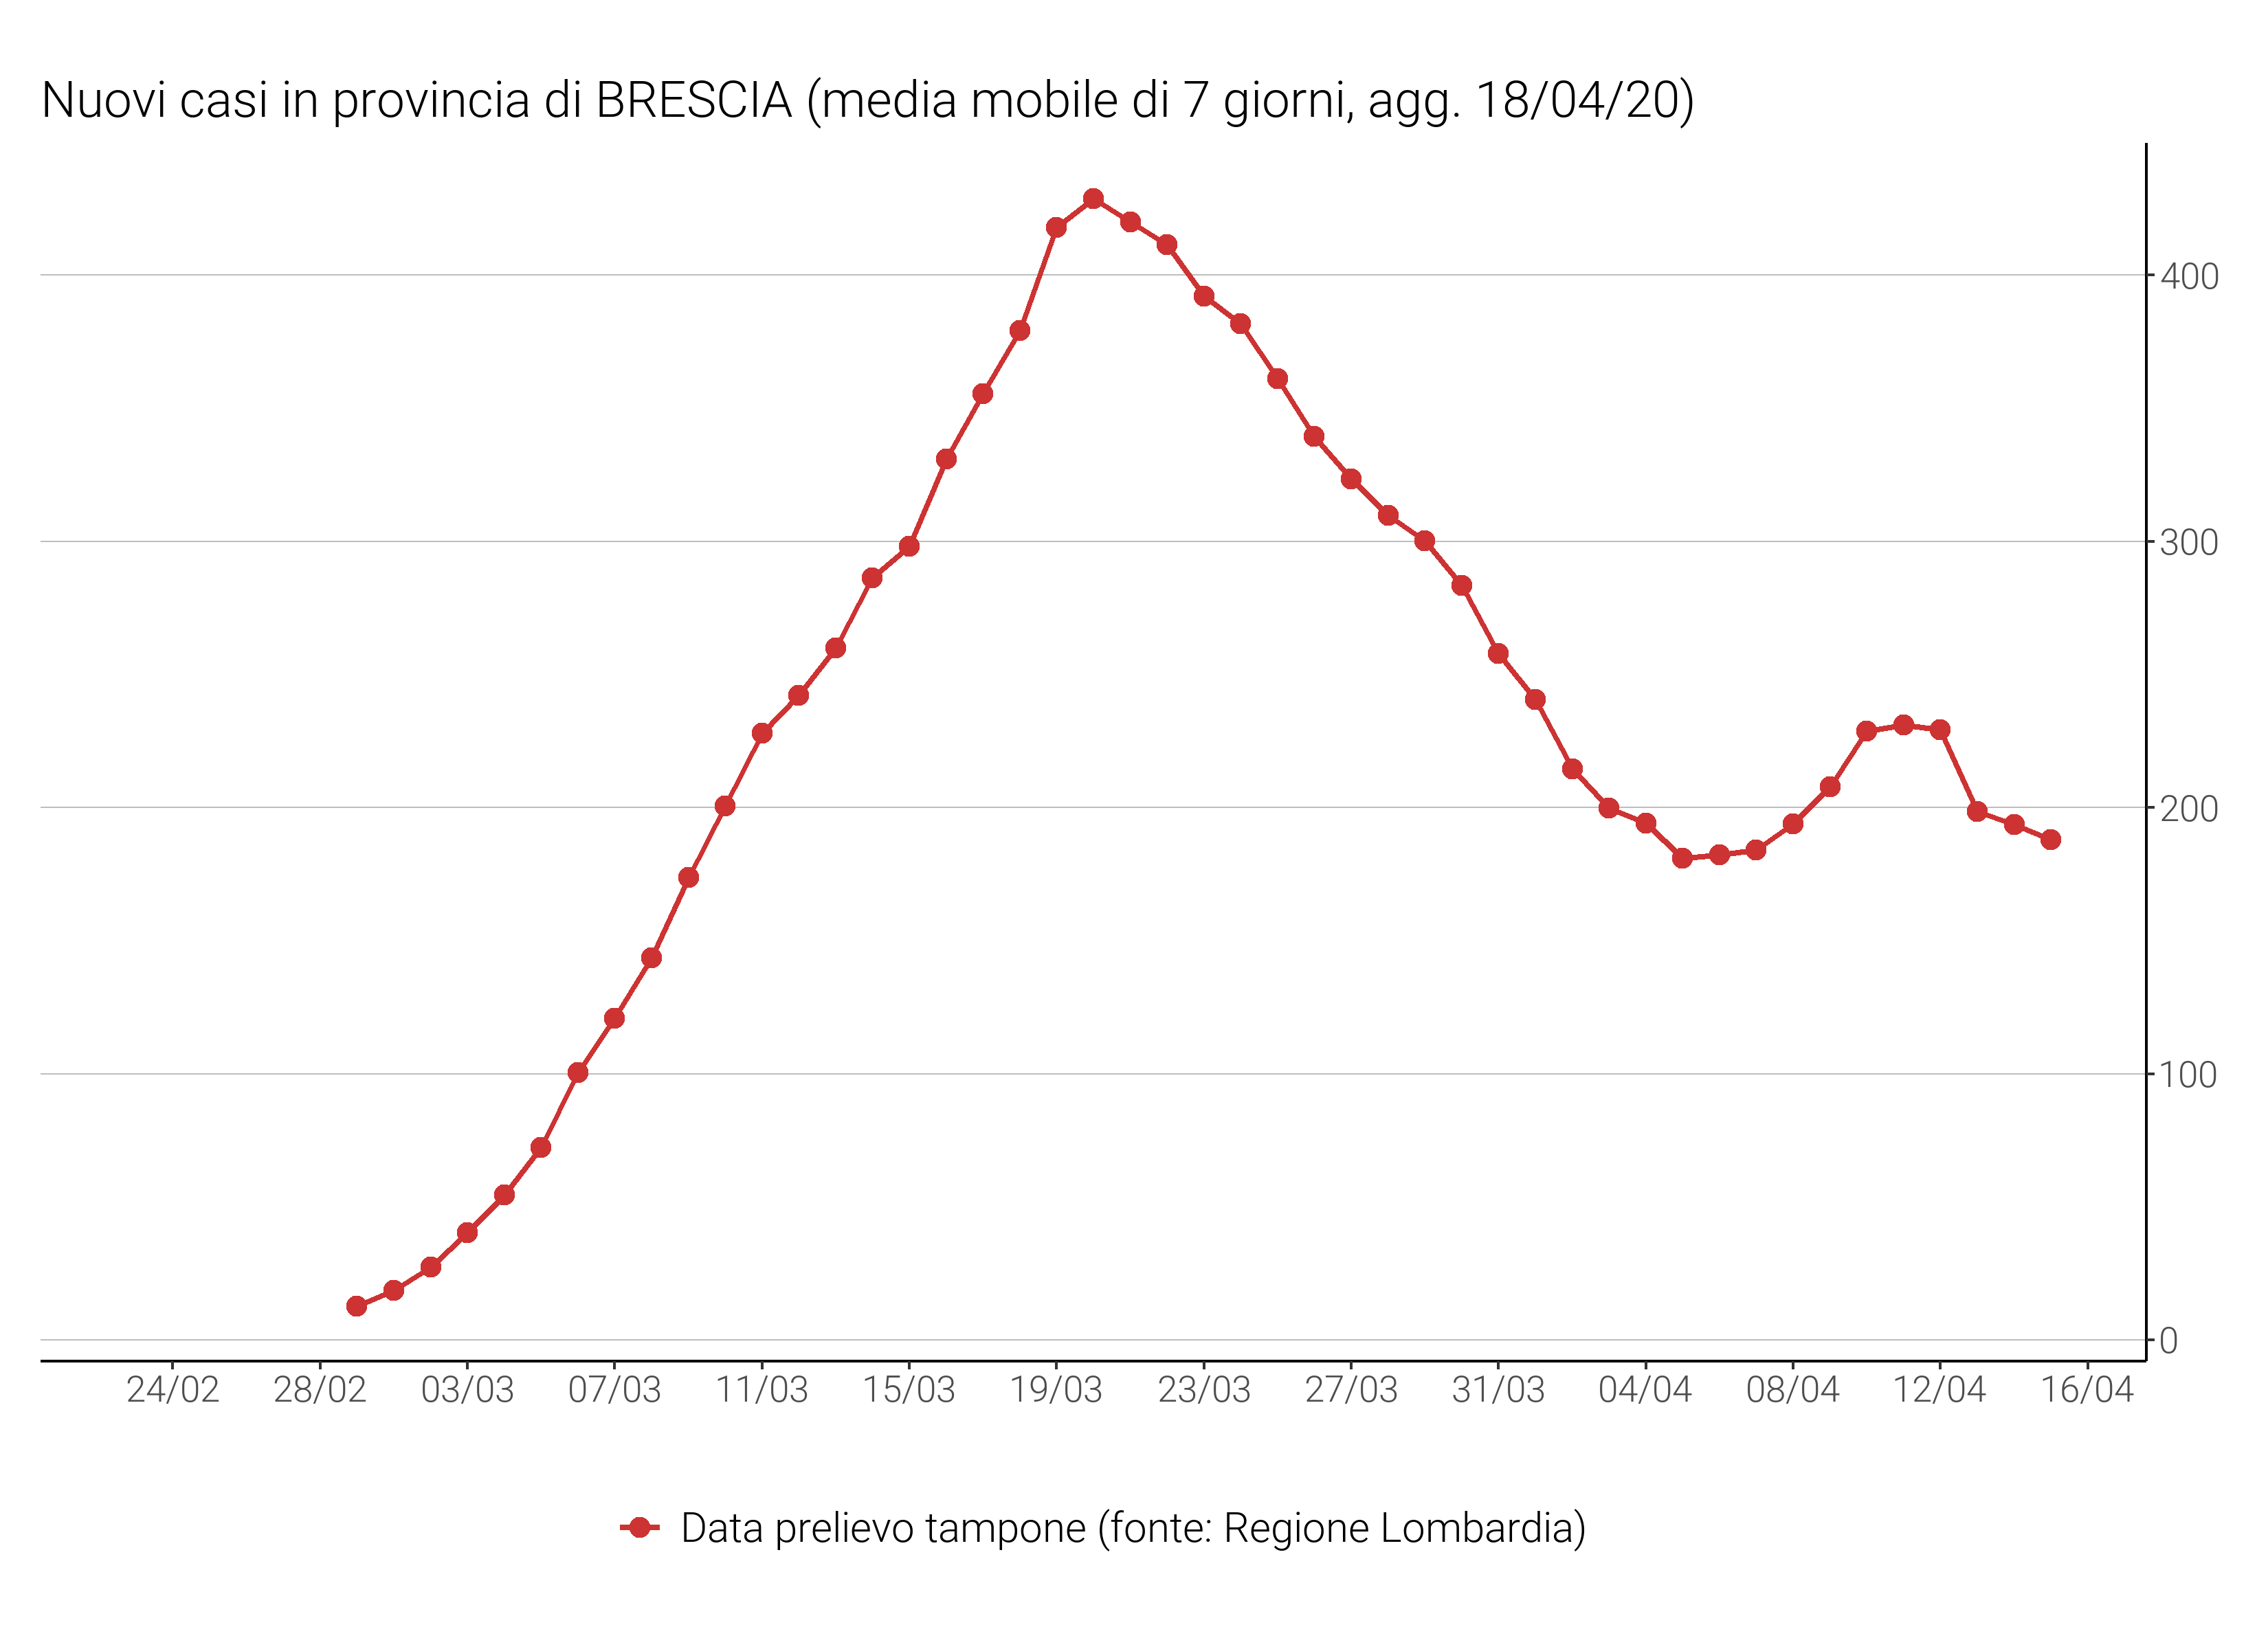 Nuovi casi in provincia di BRESCIA (media mobile di 7 giorni, agg. 18/04/20)
400
300
200
100
0
24/02 28/02 03/03 07/03 11/03 15/03 19/03 23/03 27/03 31/03 04/04 08/04 12/04 16/04
Data prelievo tampone (fonte: Regione Lombardia)